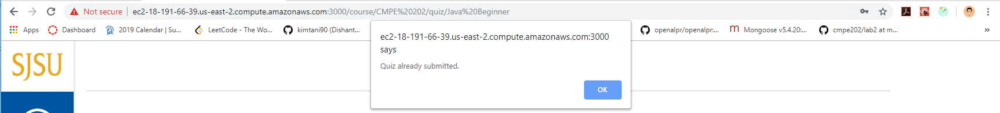 Not secure ec2-18-191-66-39.us-east-2.compute.amazonaws.com:3000/course/CMPE%20202/quiz/Java%20Beginner
Apps Dashboard 2019 Calendar | Su... LeetCode - The Wo... kimtani90 (Dishant... openalpr/openalpr:... Mongoose v5.4.20:... cmpe202/lab2 at m... »
ec2-18-191-66-39.us-east-2.compute.amazonaws.com:3000
says
Quiz already submitted.
OK
SJSU